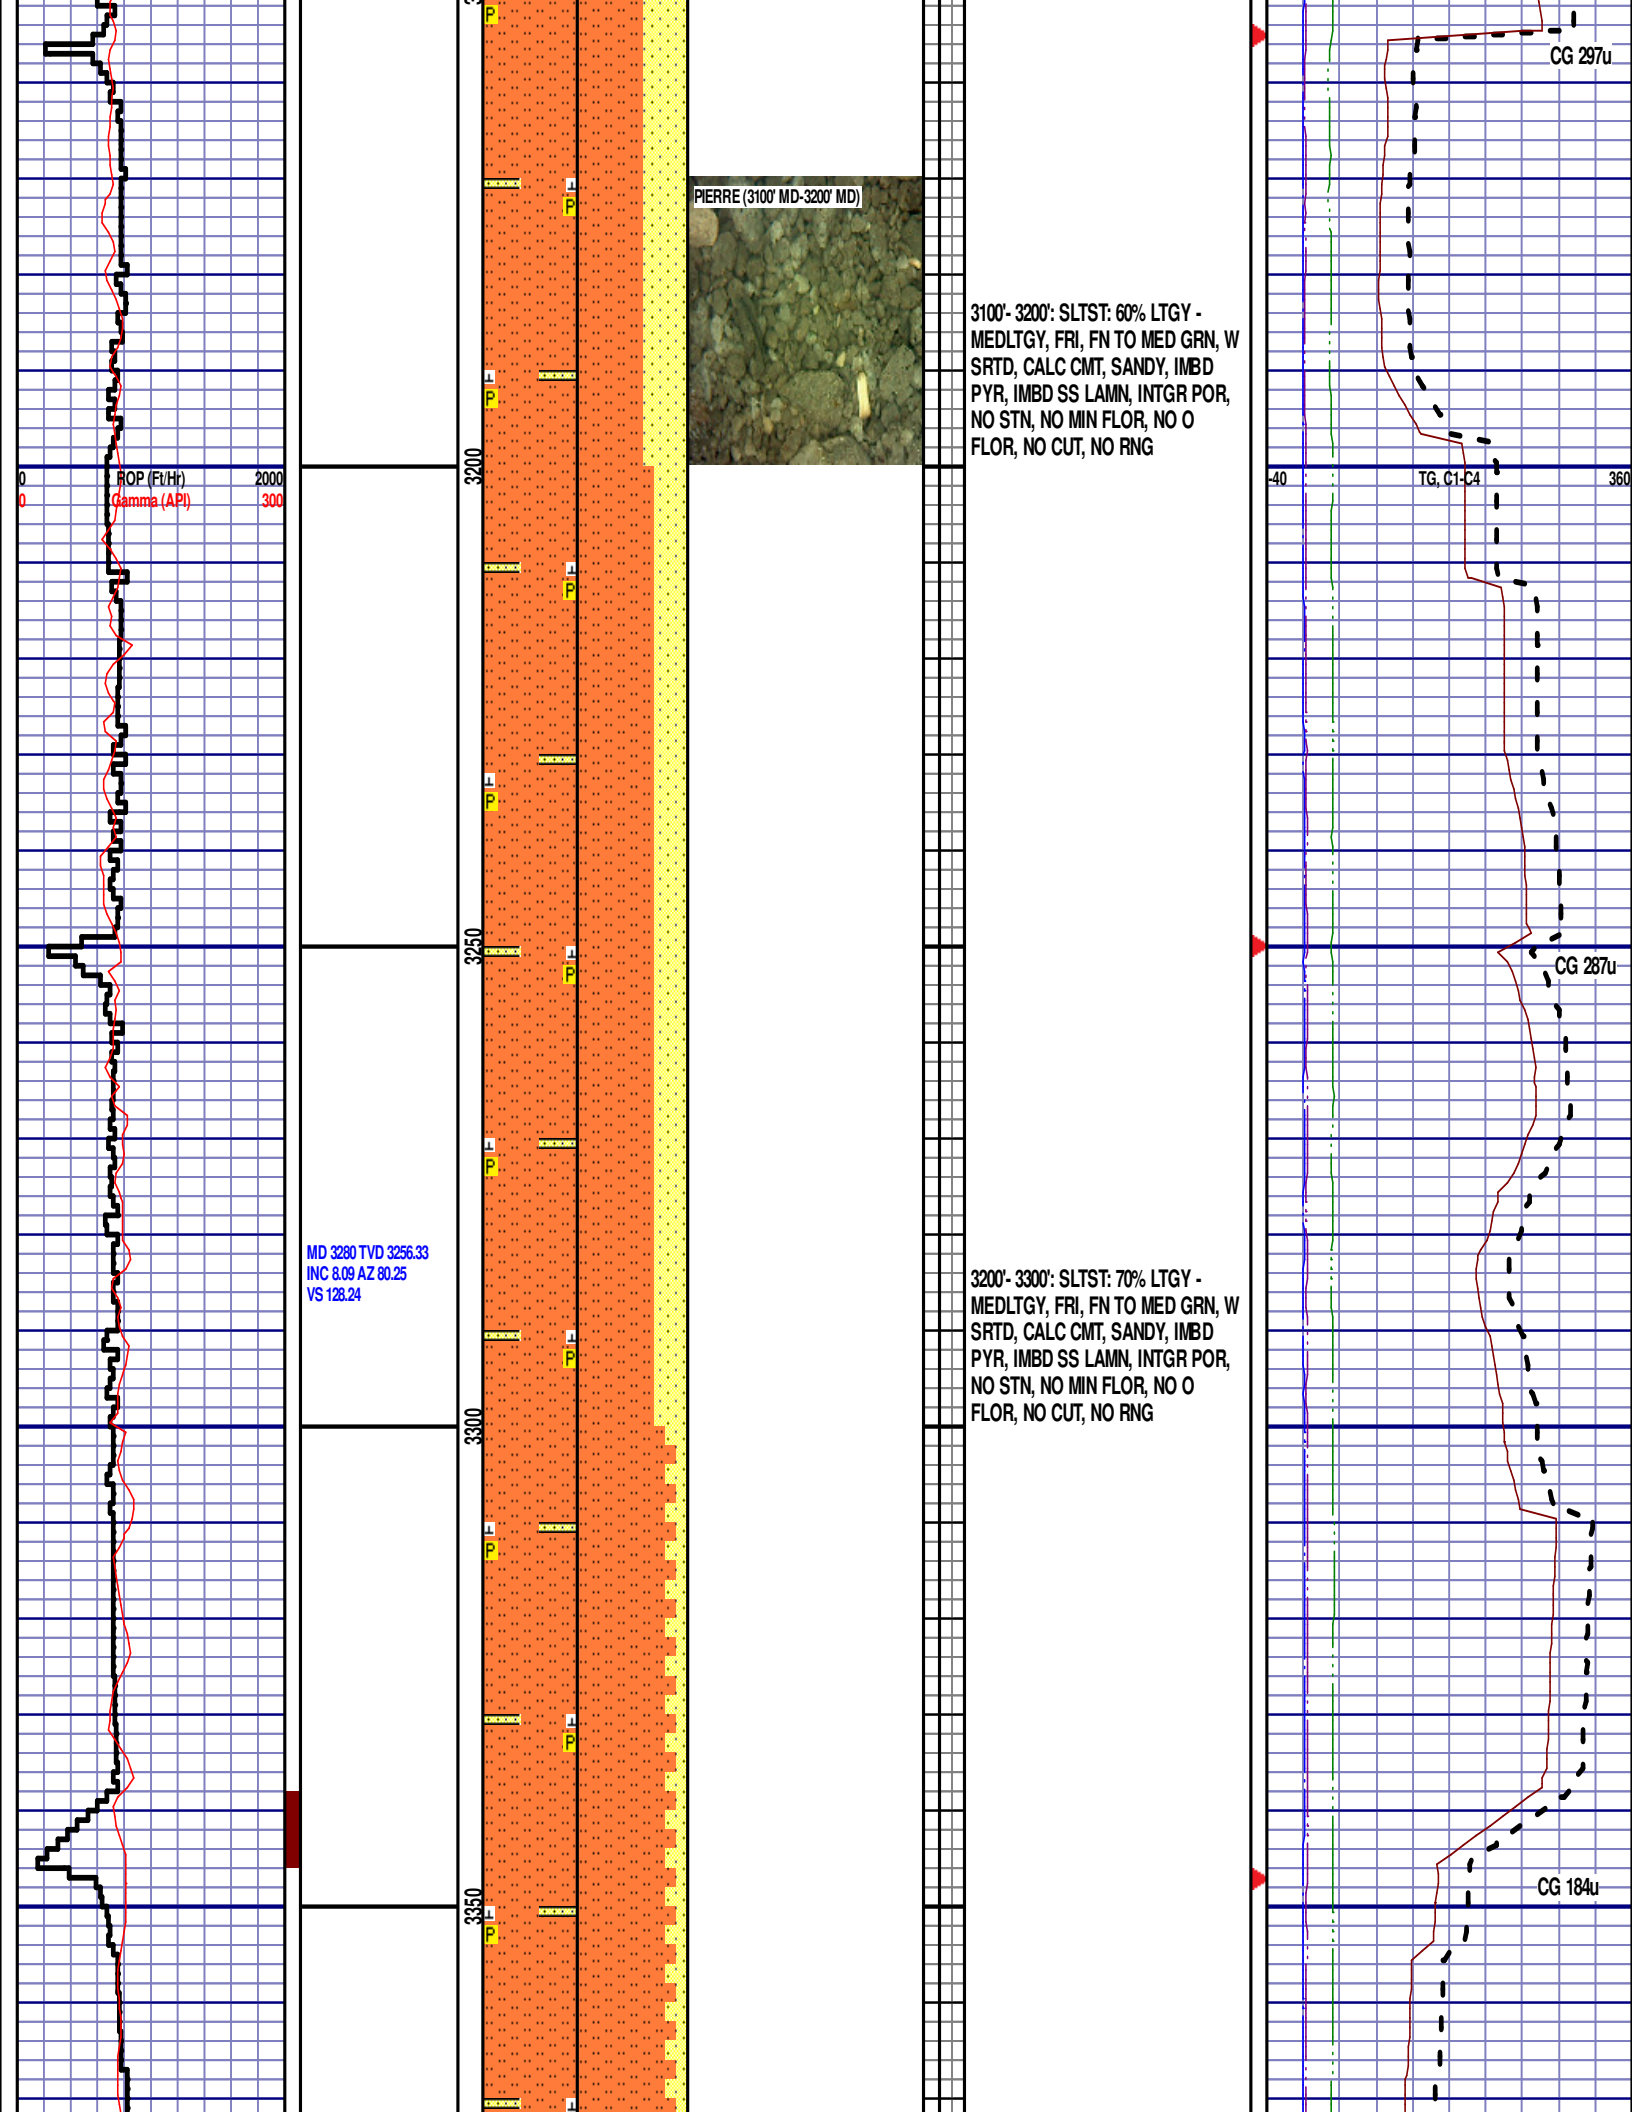 P
CG 297u
PIERRE (3100' MD-3200' MD)
P
3100'- 3200': SLTST: 60% LTGY -
MEDLTGY, FRI, FN TO MED GRN, W
SRTD, CALC CMT, SANDY, IMBD
PYR, IMBD SS LAMN, INTGR POR,
NO STN, NO MIN FLOR, NO O
FLOR, NO CUT, NO RNG
P
3200
0 ROP (Ft/Hr) 2000
0 Gamma (API) 300
-40 TG, C1-C4 360
P
P
3250
CG 287u
P
P
MD 3280 TVD 3256.33
INC 8.09 AZ 80.25
VS 128.24
3200'- 3300': SLTST: 70% LTGY -
MEDLTGY, FRI, FN TO MED GRN, W
SRTD, CALC CMT, SANDY, IMBD
PYR, IMBD SS LAMN, INTGR POR,
NO STN, NO MIN FLOR, NO O
FLOR, NO CUT, NO RNG
P
3300
P
P
CG 184u
3350
P